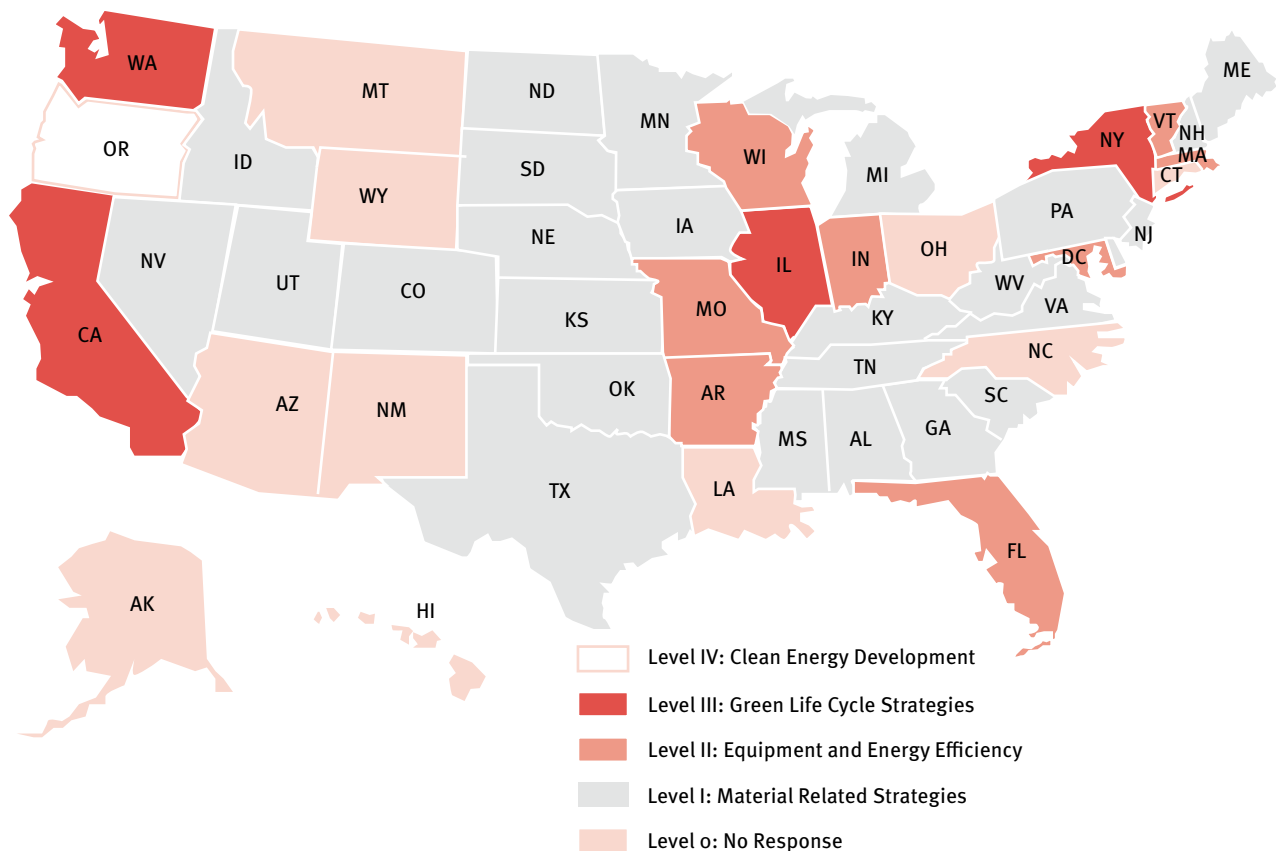 WA
MT
ND
MN
ME
OR
ID
SD
WI
MI
NY
VT
NH
MA
CT
WY
IA
PA
NJ
NV
UT
CO
NE
IL
IN
OH
DC
WV
VA
CA
KS
MO
KY
NC
TN
AZ
NM
OK
AR
SC
MS
AL
GA
TX
LA
FL
AK
HI
Level IV: Clean Energy Development
Level III: Green Life Cycle Strategies
Level II: Equipment and Energy Efficiency
Level I: Material Related Strategies
Level 0: No Response